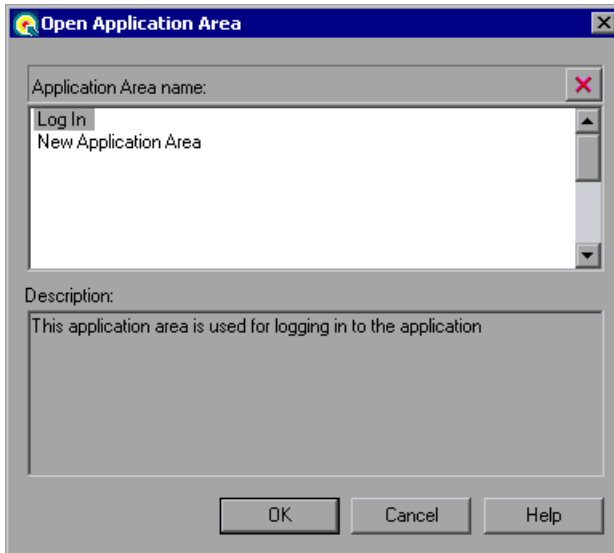 Open Application Area
Application Area name:
Log In
New Application Area
Description:
This application area is used for logging in to the application
OK Cancel Help